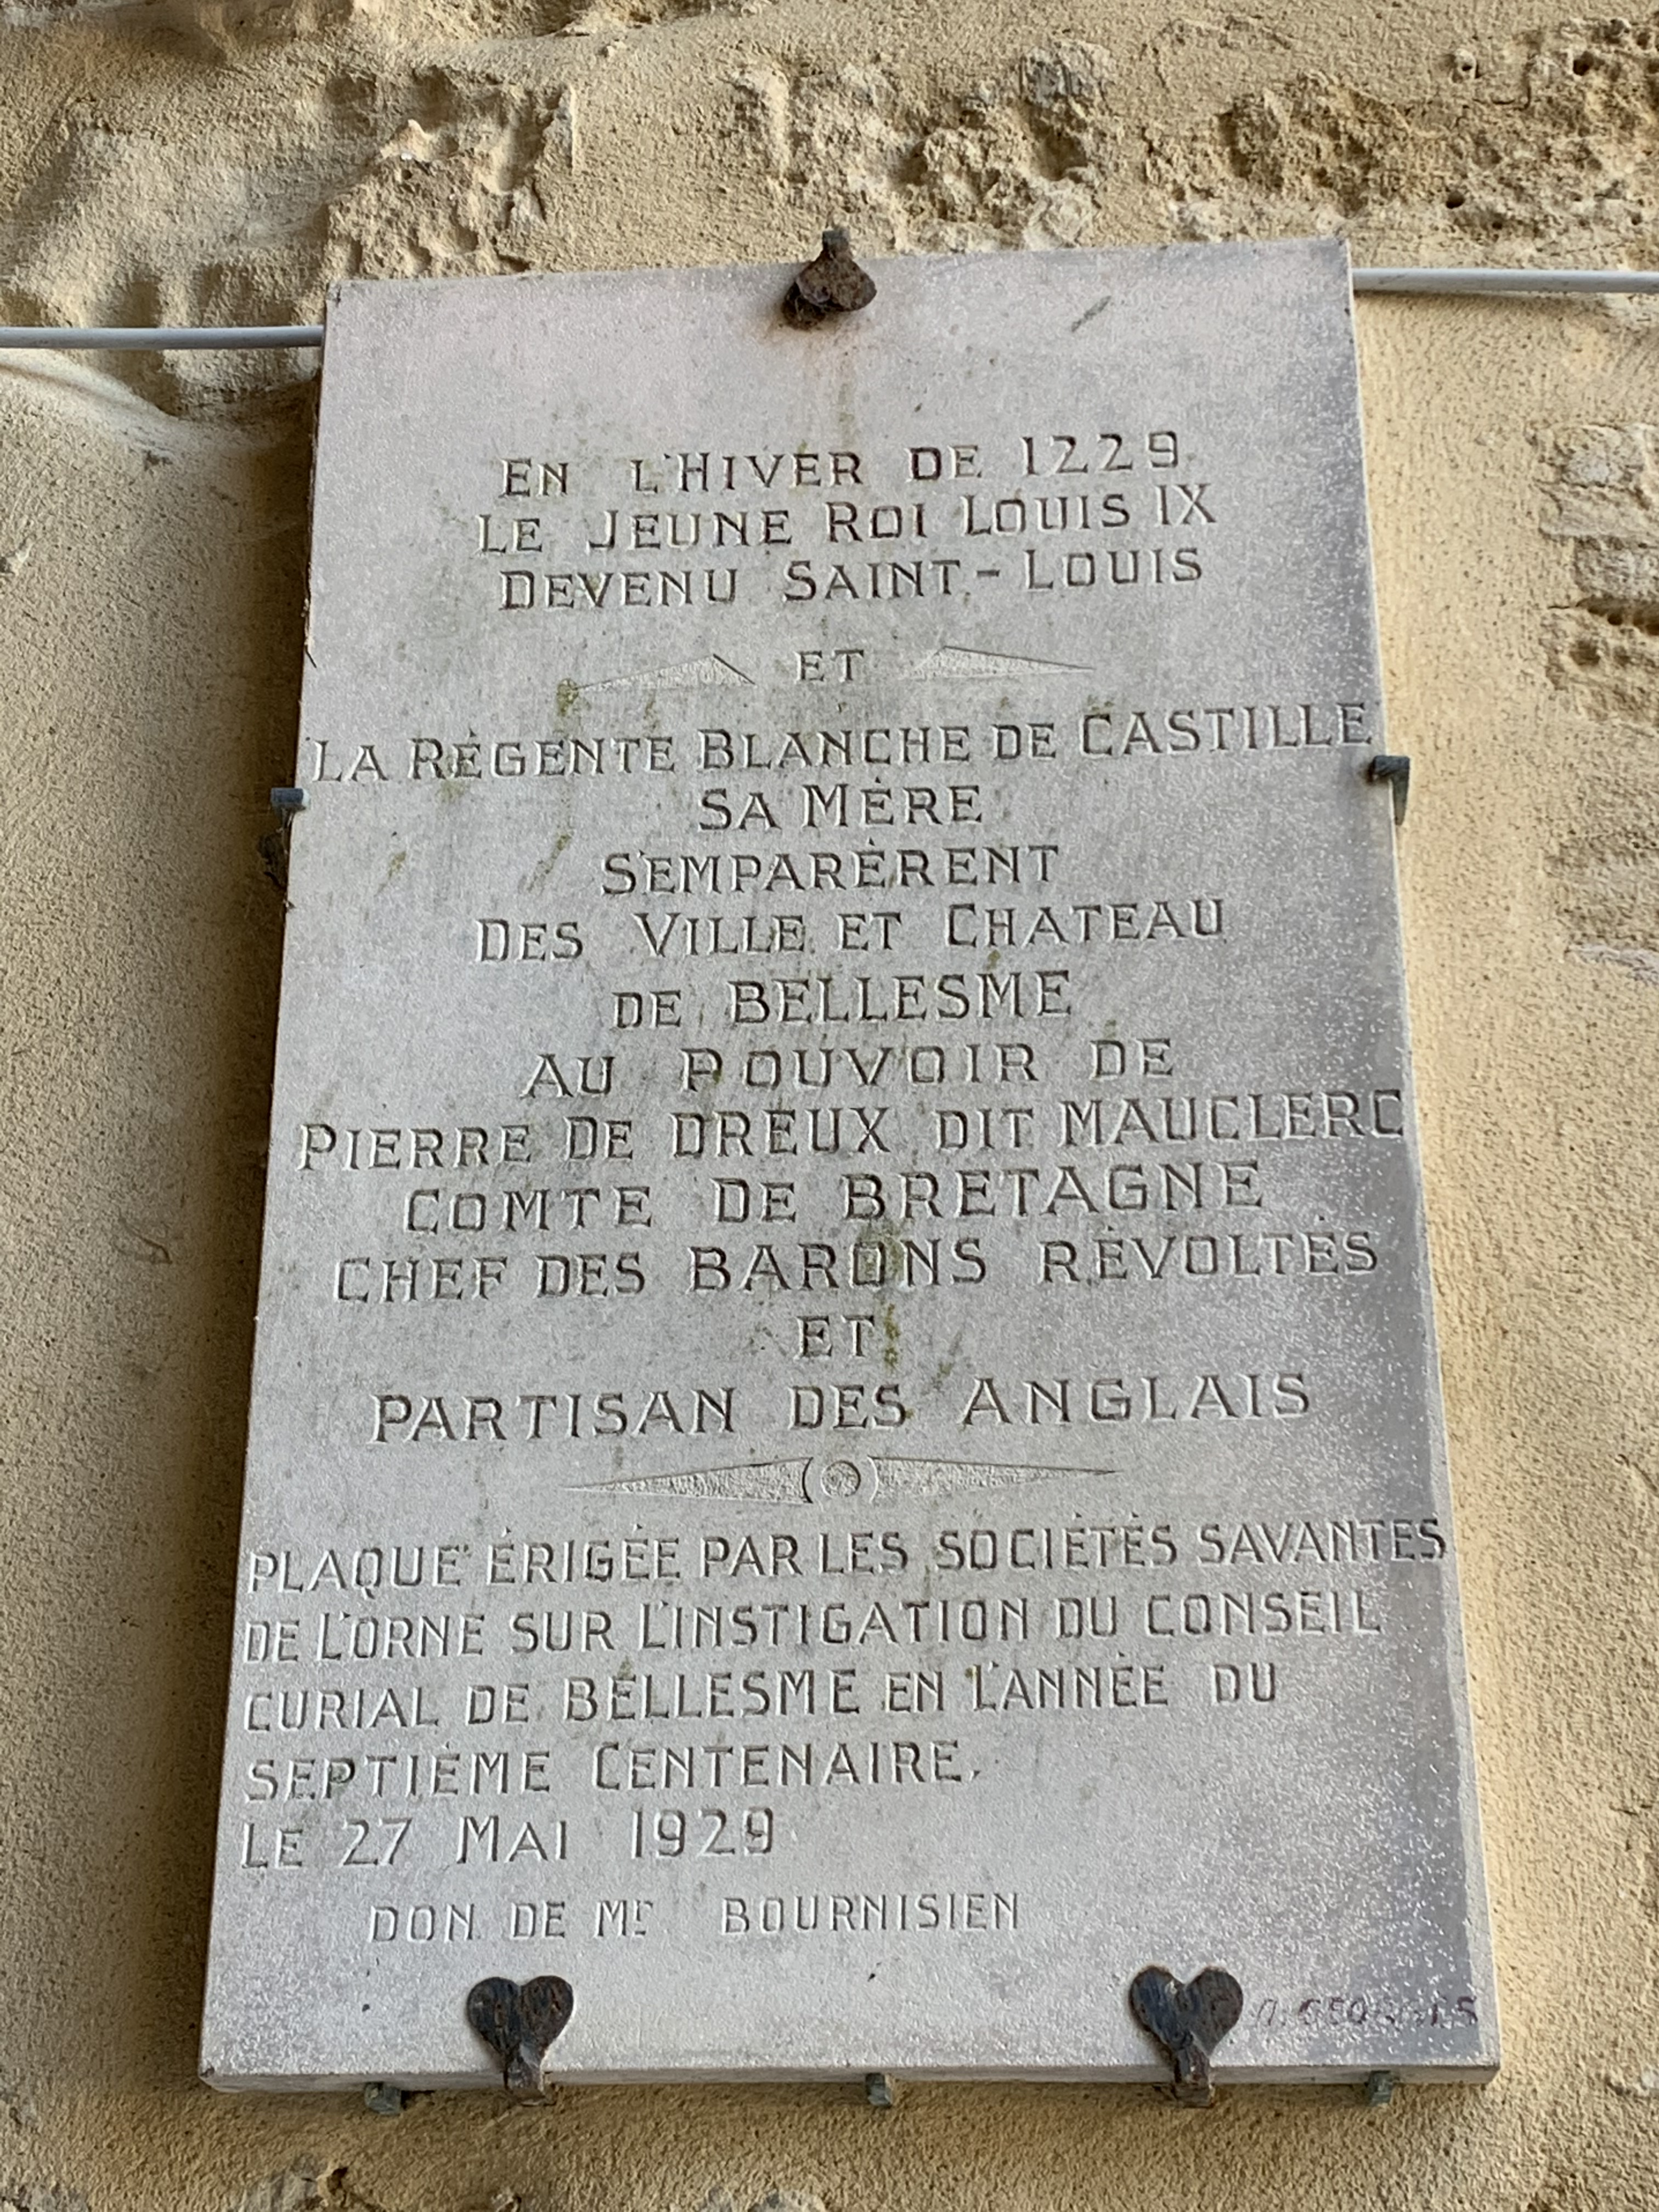 EN L'HIVER DE 1229
LE JEUNE ROI LOUIS IX
DEVENU SAINT-LOUIS
ET
LA RÉGENTE BLANCHE DE CASTILLE
SA MÈRE
S'EMPARÈRENT
DES VILLE ET CHATEAU
DE BELLESME
AU POUVOIR DE
PIERRE DE DREUX DIT MAUCLERC
COMTE DE BRETAGNE
CHEF DES BARONS RÉVOLTÉS
ET
PARTISAN DES ANGLAIS
PLAQUE ÉRIGÉE PAR LES SOCIÉTÉS SAVANTES
DE L'ORNE SUR L'INSTIGATION DU CONSEIL
CURIAL DE BELLESME EN L'ANNÉE DU
SEPTIÈME CENTENAIRE.
LE 27 MAI 1929
DON DE Mr BOURNISIEN